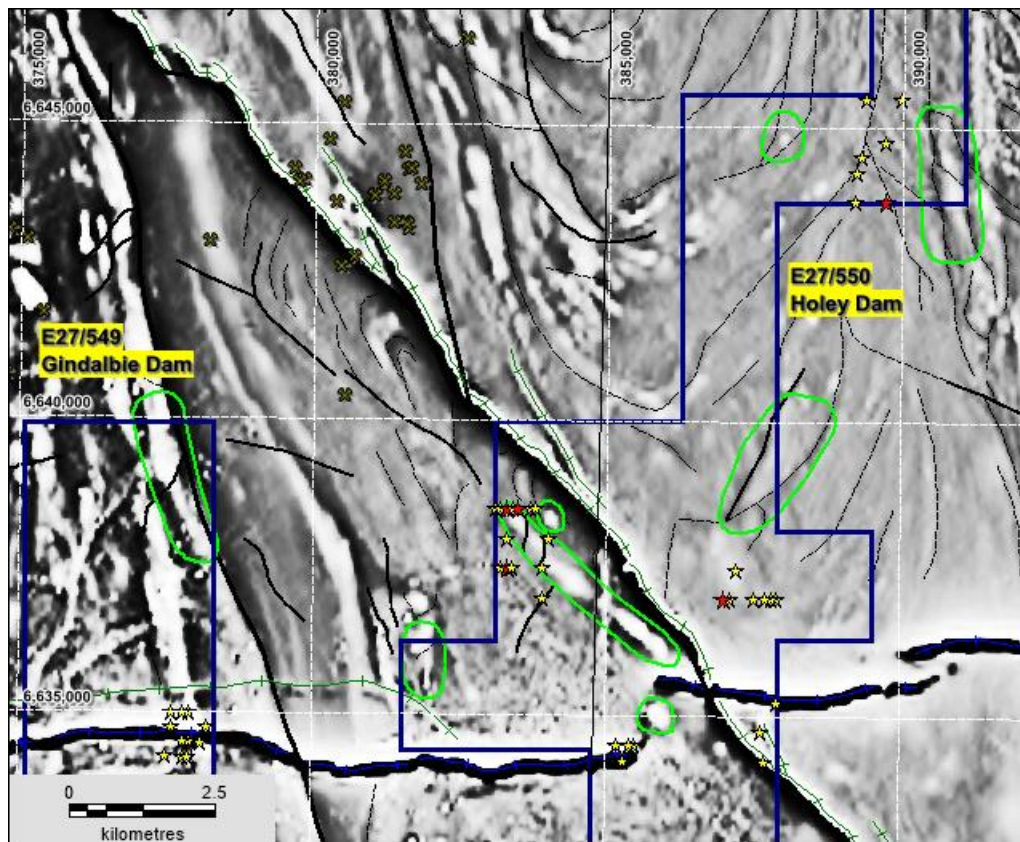 375,000
380,000
385,000
390,000
6,645,000
E27/550
Holey Dam
E27/549
Gindalbie Dam
6,640,000
6,635,000
0 2.5
kilometres